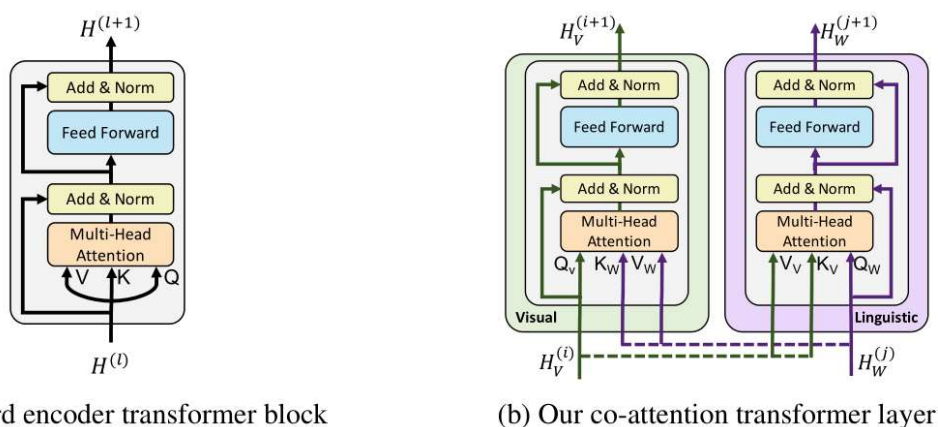 H^(l+1)
Add & Norm
Feed Forward
Add & Norm
Multi-Head
Attention
V K Q
H^(l)
rd encoder transformer block
H_V^(i+1)
Add & Norm
Feed Forward
Add & Norm
Multi-Head
Attention
Q_v K_W V_W
Visual
H_V^(i)
H_W^(j+1)
Add & Norm
Feed Forward
Add & Norm
Multi-Head
Attention
V_V K_V Q_W
Linguistic
H_W^(j)
(b) Our co-attention transformer layer